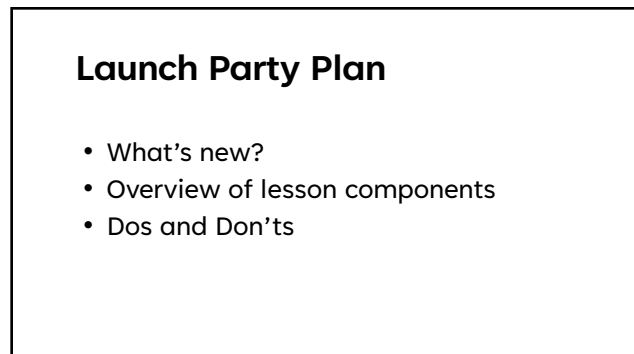 Launch Party Plan
• What’s new?
• Overview of lesson components
• Dos and Don’ts